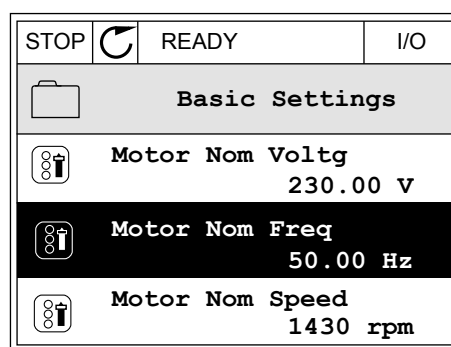 STOP READY I/O
Basic Settings
Motor Nom Voltg
230.00 V
Motor Nom Freq
50.00 Hz
Motor Nom Speed
1430 rpm